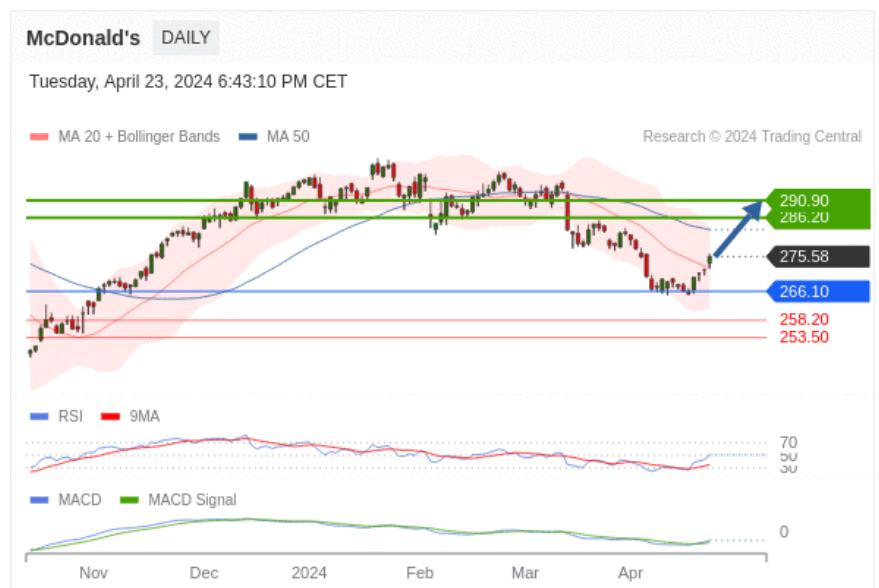 McDonald's DAILY
Tuesday, April 23, 2024 6:43:10 PM CET
MA 20 + Bollinger Bands MA 50 Research © 2024 Trading Central
290.90
286.20
275.58
266.10
258.20
253.50
RSI 9MA
70
50
30
MACD MACD Signal
0
Nov Dec 2024 Feb Mar Apr